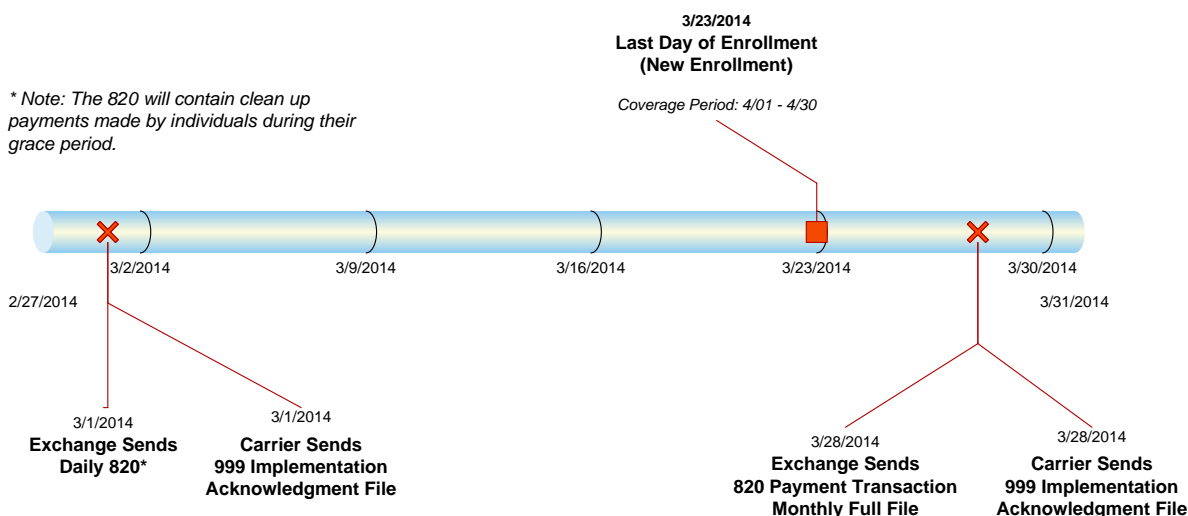 3/23/2014
Last Day of Enrollment
(New Enrollment)
* Note: The 820 will contain clean up
payments made by individuals during their
grace period.
Coverage Period: 4/01 - 4/30
3/2/2014
3/9/2014
3/16/2014
3/23/2014
3/30/2014
2/27/2014
3/31/2014
3/1/2014
Exchange Sends
Daily 820*
3/1/2014
Carrier Sends
999 Implementation
Acknowledgment File
3/28/2014
Exchange Sends
820 Payment Transaction
Monthly Full File
3/28/2014
Carrier Sends
999 Implementation
Acknowledgment File